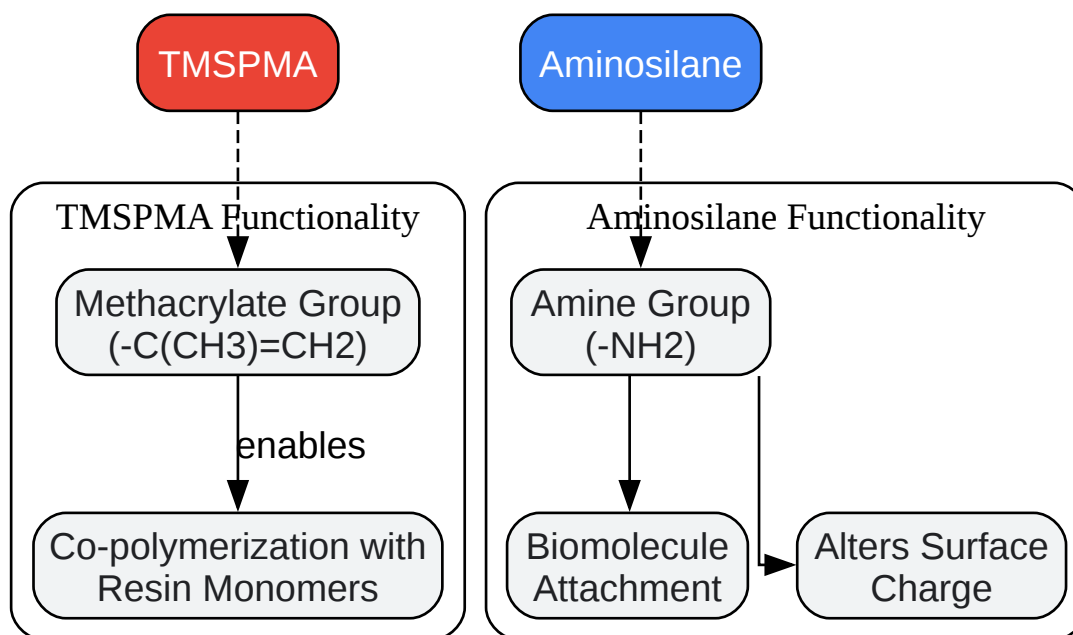 TMSPMA
Aminosilane
TMSPMA Functionality
Aminosilane Functionality
Methacrylate Group
(-C(CH3)=CH2)
Amine Group
(-NH2)
enables
Co-polymerization with
Resin Monomers
Biomolecule
Attachment
Alters Surface
Charge